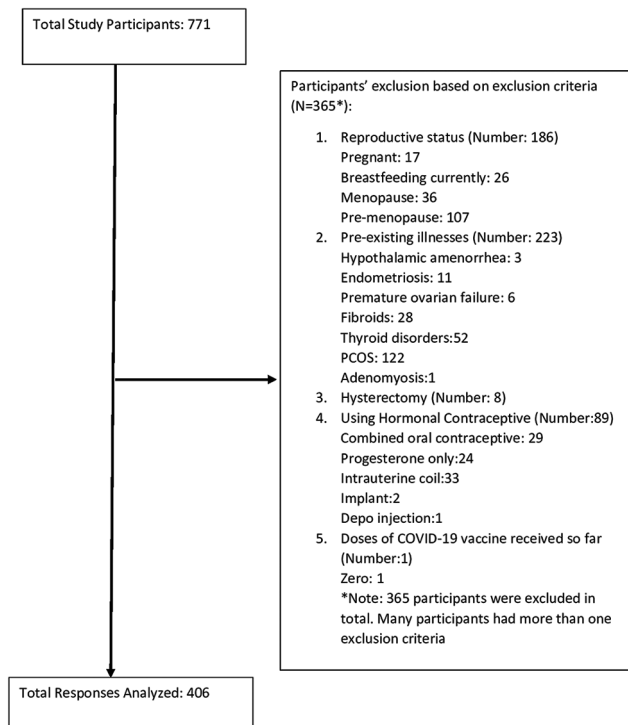 Total Study Participants: 771
Participants' exclusion based on exclusion criteria
(N=365*):
1. Reproductive status (Number: 186)
Pregnant: 17
Breastfeeding currently: 26
Menopause: 36
Pre-menopause: 107
2. Pre-existing illnesses (Number: 223)
Hypothalamic amenorrhea: 3
Endometriosis: 11
Premature ovarian failure: 6
Fibroids: 28
Thyroid disorders:52
PCOS: 122
Adenomyosis:1
3. Hysterectomy (Number: 8)
4. Using Hormonal Contraceptive (Number:89)
Combined oral contraceptive: 29
Progesterone only:24
Intrauterine coil:33
Implant:2
Depo injection:1
5. Doses of COVID-19 vaccine received so far
(Number:1)
Zero: 1
*Note: 365 participants were excluded in
total. Many participants had more than one
exclusion criteria
Total Responses Analyzed: 406